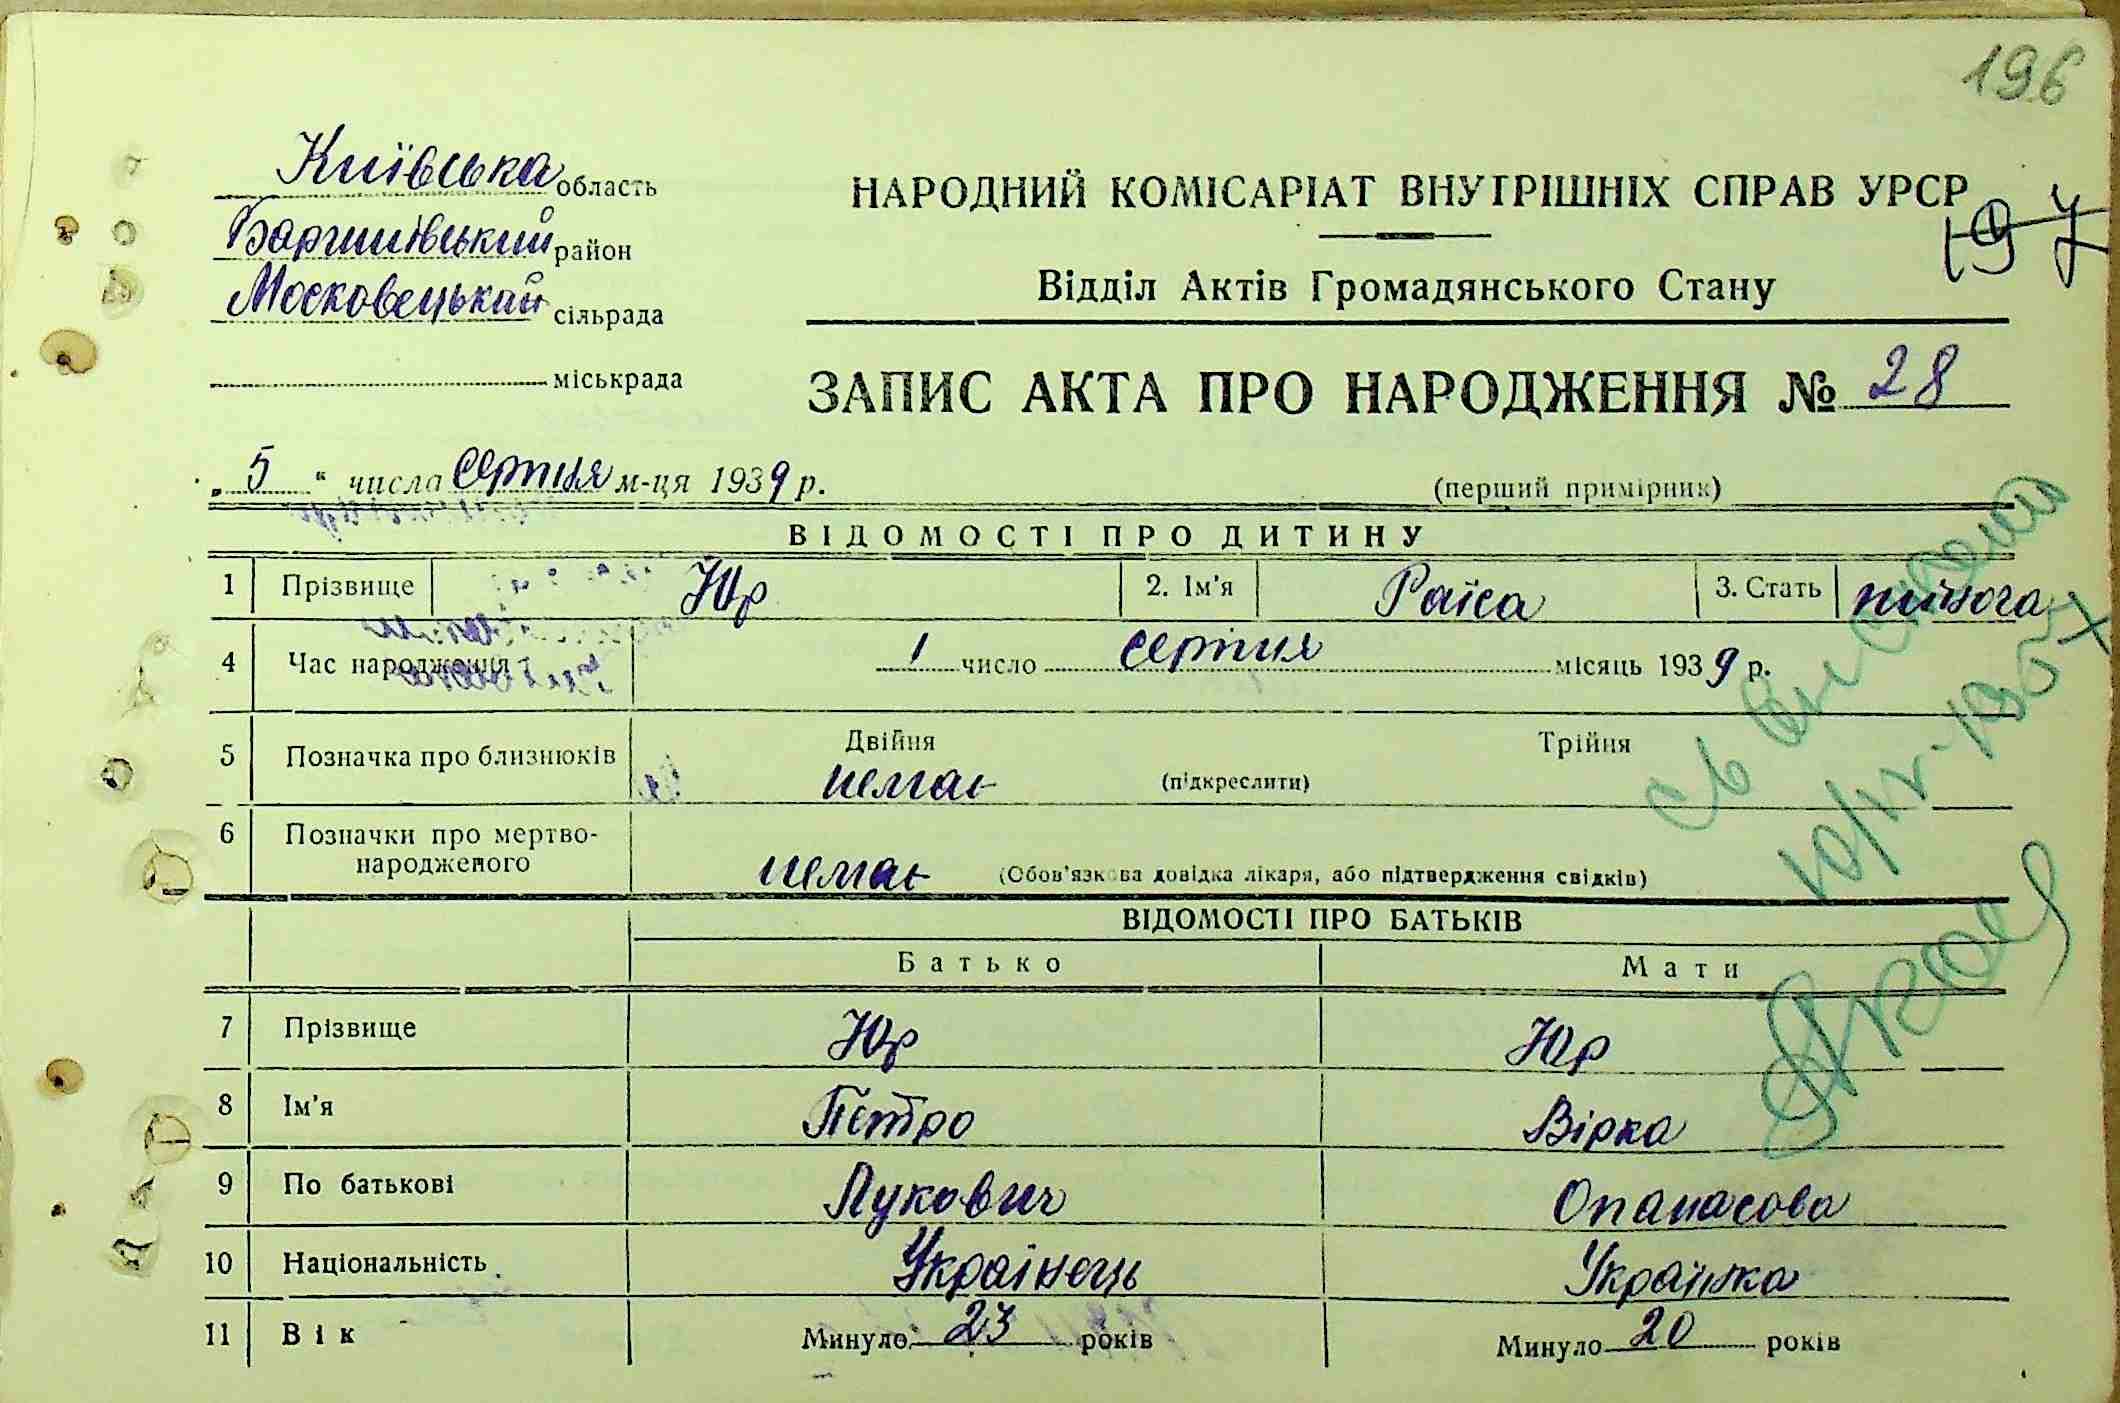 196
Київська область
Баришівський район
Московецький сільрада
міськрада
НАРОДНИЙ КОМІСАРІАТ ВНУТРІШНІХ СПРАВ УРСР
197
Відділ Актів Громадянського Стану
ЗАПИС АКТА ПРО НАРОДЖЕННЯ № 28
„ 5 “ числа серпня м-ця 1939 р.
(перший примірник)
ВІДОМОСТІ ПРО ДИТИНУ
1 Прізвище Юр 2. Ім'я Раїса 3. Стать
4 Час народження 1 число серпня місяць 1939 р.
5 Позначка про близнюків Двійня Трійня
немає (підкреслити)
6 Позначки про мертво-
народженого немає (Обов'язкова довідка лікаря, або підтвердження свідків)
ВІДОМОСТІ ПРО БАТЬКІВ
Батько Мати
7 Прізвище Юр Юр
8 Ім'я Петро Вірка
9 По батькові Лукович Опанасова
10 Національність Українець Українка
11 Вік Минуло 23 років Минуло 20 років